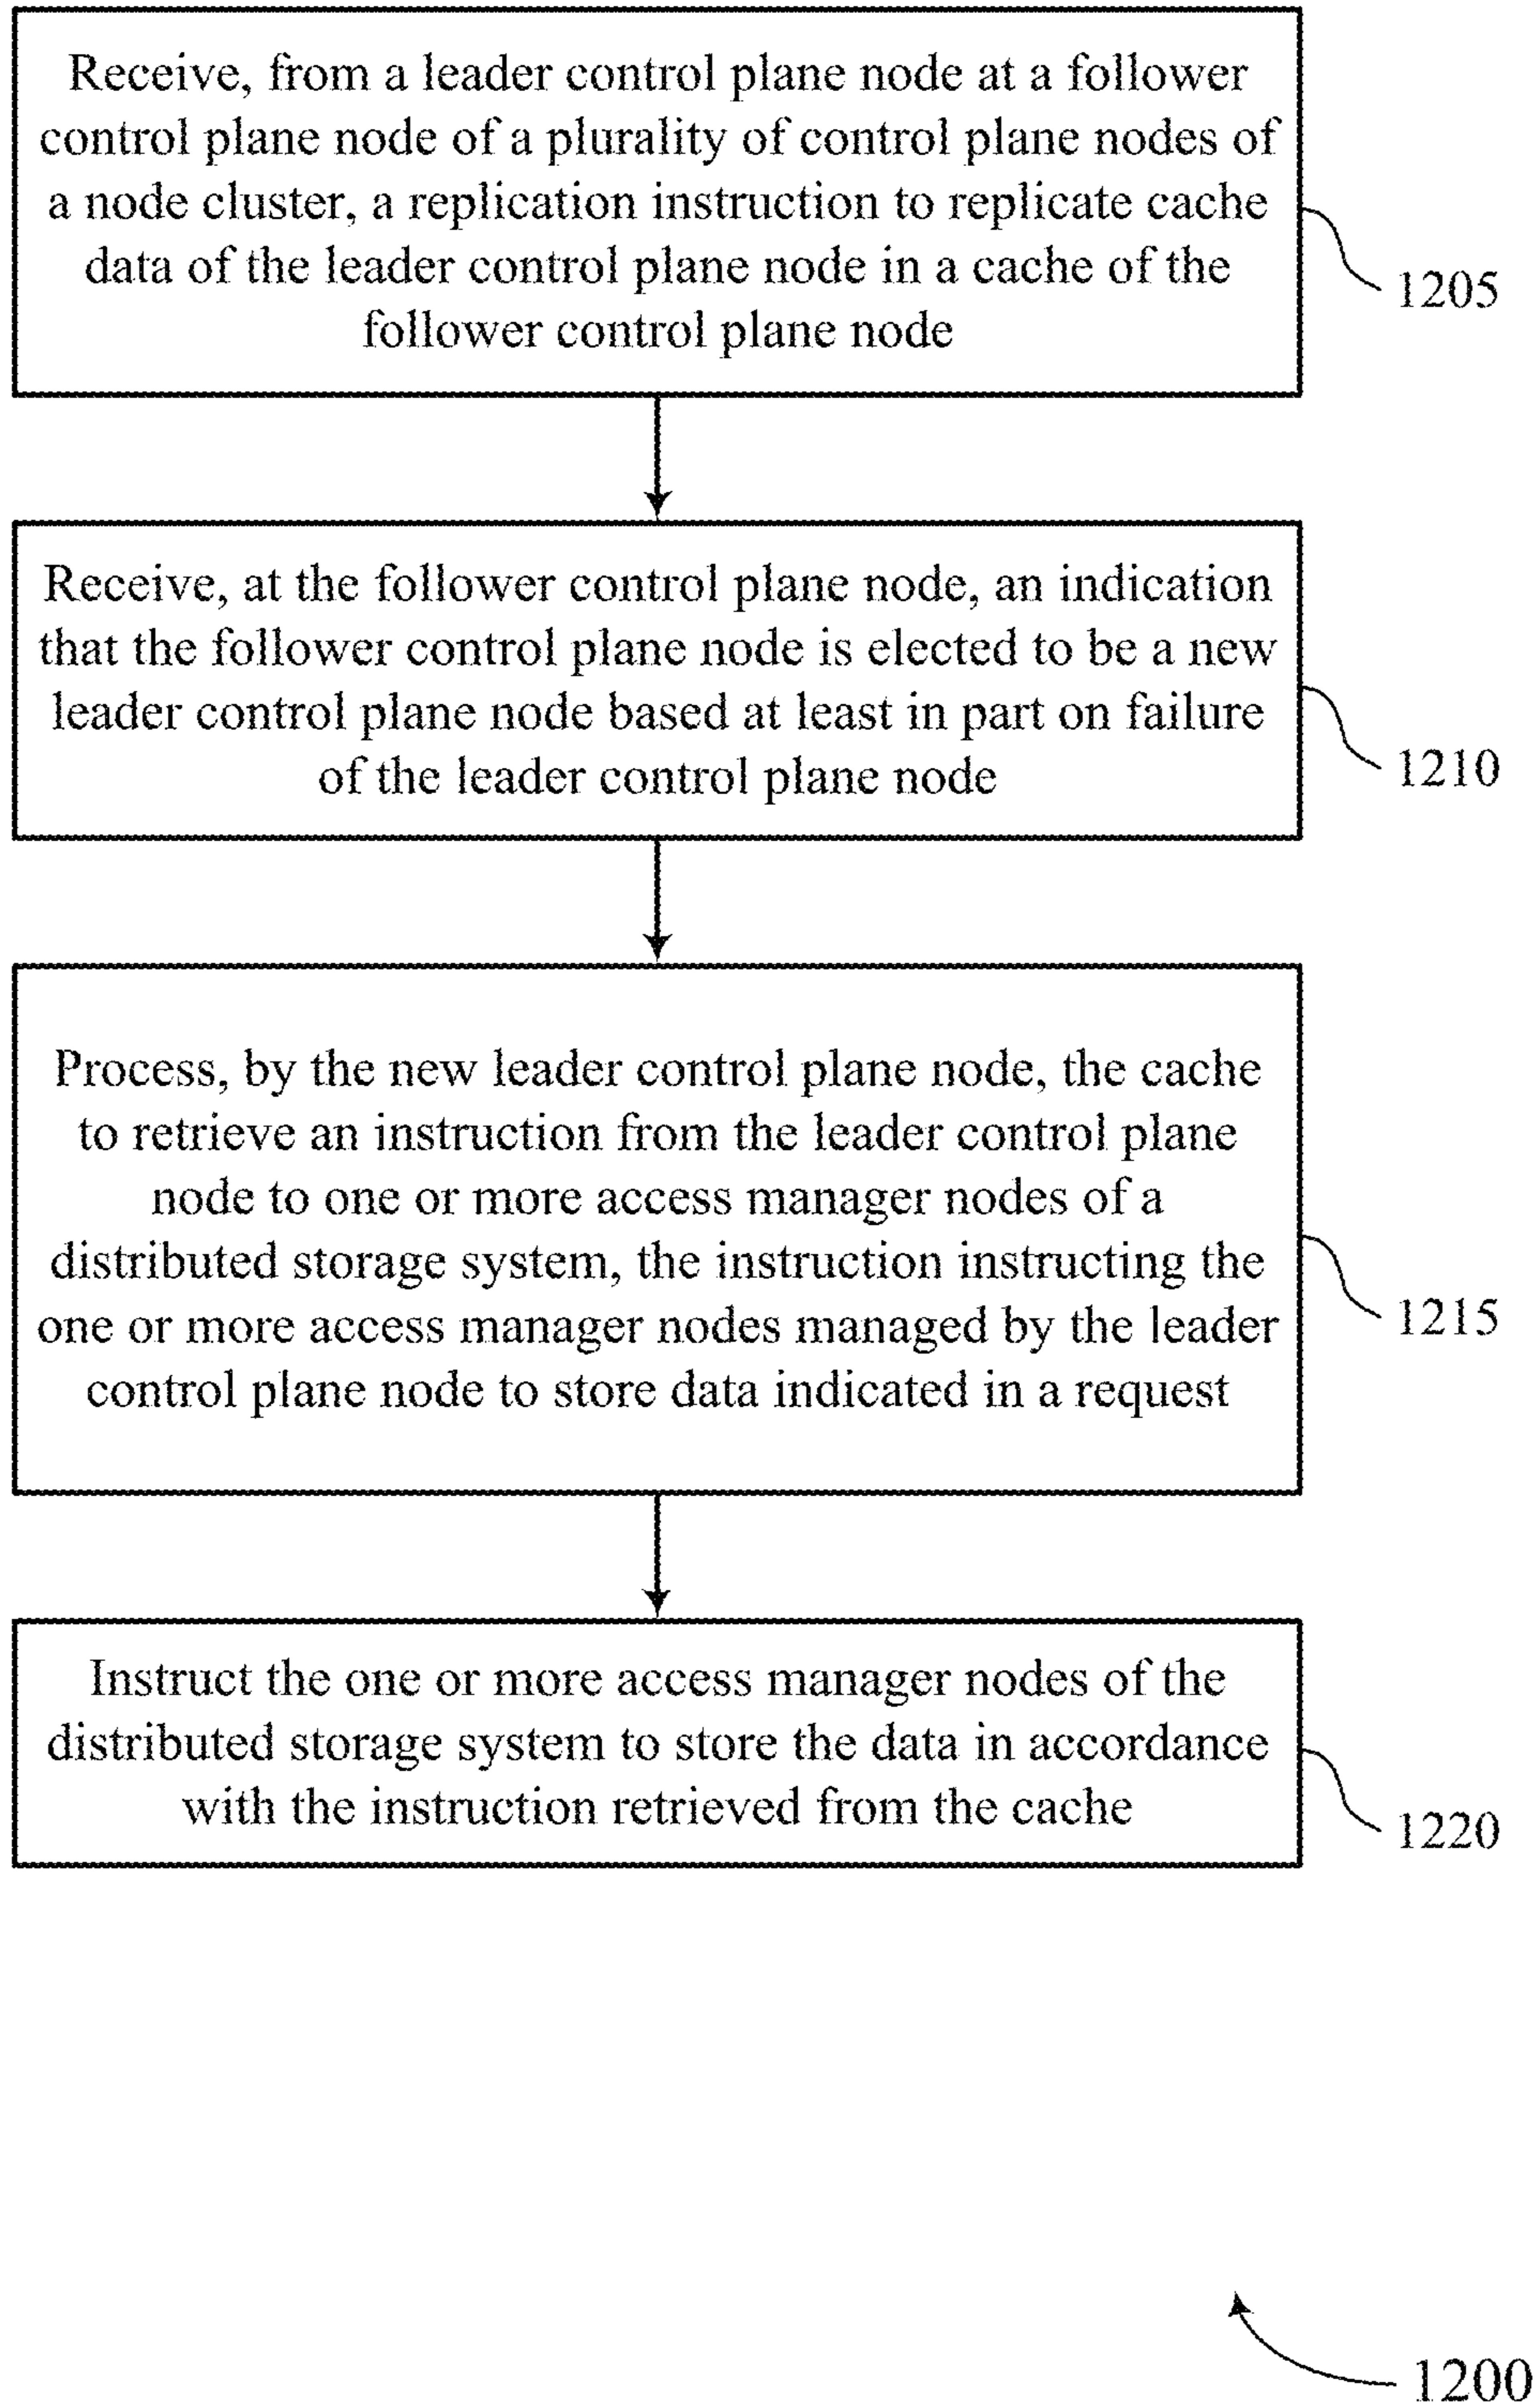 Receive, from a leader control plane node at a follower
control plane node of a plurality of control plane nodes of
a node cluster, a replication instruction to replicate cache
data of the leader control plane node in a cache of the
follower control plane node
1205
Receive, at the follower control plane node, an indication
that the follower control plane node is elected to be a new
leader control plane node based at least in part on failure
of the leader control plane node
1210
Process, by the new leader control plane node, the cache
to retrieve an instruction from the leader control plane
node to one or more access manager nodes of a
distributed storage system, the instruction instructing the
one or more access manager nodes managed by the leader
control plane node to store data indicated in a request
1215
Instruct the one or more access manager nodes of the
distributed storage system to store the data in accordance
with the instruction retrieved from the cache
1220
1200